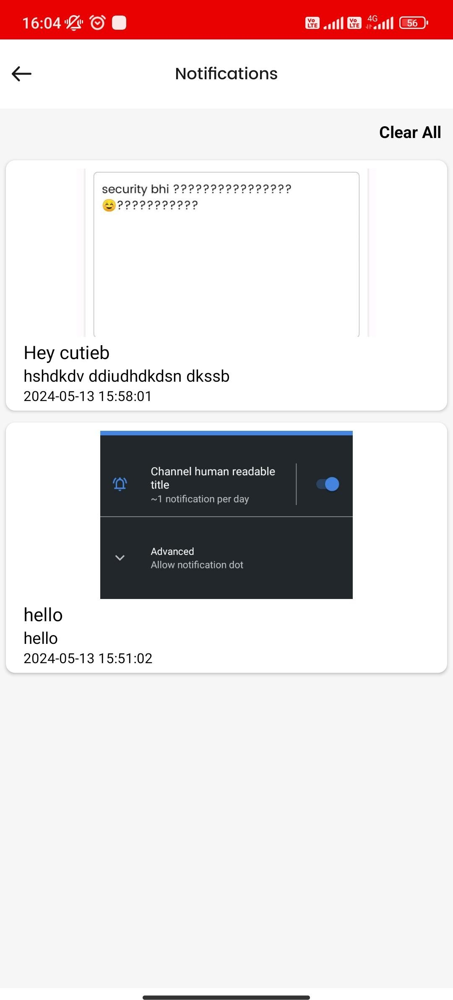 16:04
Vo LTE Vo LTE 4G 56
Notifications
Clear All
security bhi ????????????????
😊???????????
Hey cutieb
hshdkdv ddiudhdkdsn dkssb
2024-05-13 15:58:01
Channel human readable
title
~1 notification per day
Advanced
Allow notification dot
hello
hello
2024-05-13 15:51:02